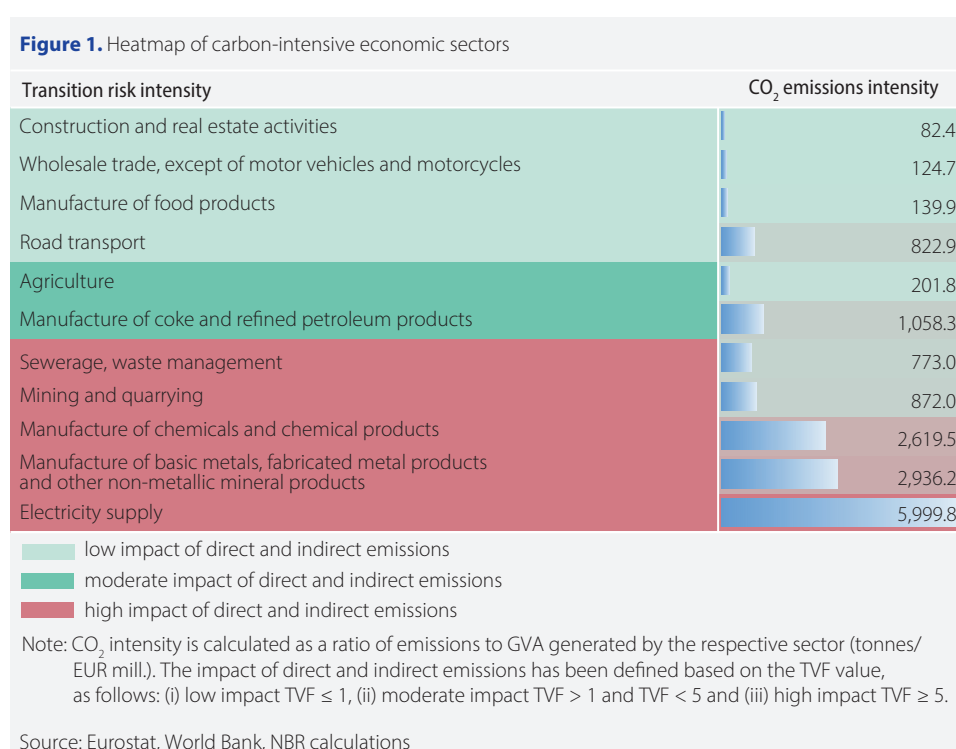 Figure 1. Heatmap of carbon-intensive economic sectors
Transition risk intensity CO2 emissions intensity
Construction and real estate activities 82.4
Wholesale trade, except of motor vehicles and motorcycles 124.7
Manufacture of food products 139.9
Road transport 822.9
Agriculture 201.8
Manufacture of coke and refined petroleum products 1,058.3
Sewerage, waste management 773.0
Mining and quarrying 872.0
Manufacture of chemicals and chemical products 2,619.5
Manufacture of basic metals, fabricated metal products
and other non-metallic mineral products 2,936.2
Electricity supply 5,999.8
low impact of direct and indirect emissions
moderate impact of direct and indirect emissions
high impact of direct and indirect emissions
Note: CO2 intensity is calculated as a ratio of emissions to GVA generated by the respective sector (tonnes/
EUR mill.). The impact of direct and indirect emissions has been defined based on the TVF value,
as follows: (i) low impact TVF ≤ 1, (ii) moderate impact TVF > 1 and TVF < 5 and (iii) high impact TVF ≥ 5.
Source: Eurostat, World Bank, NBR calculations